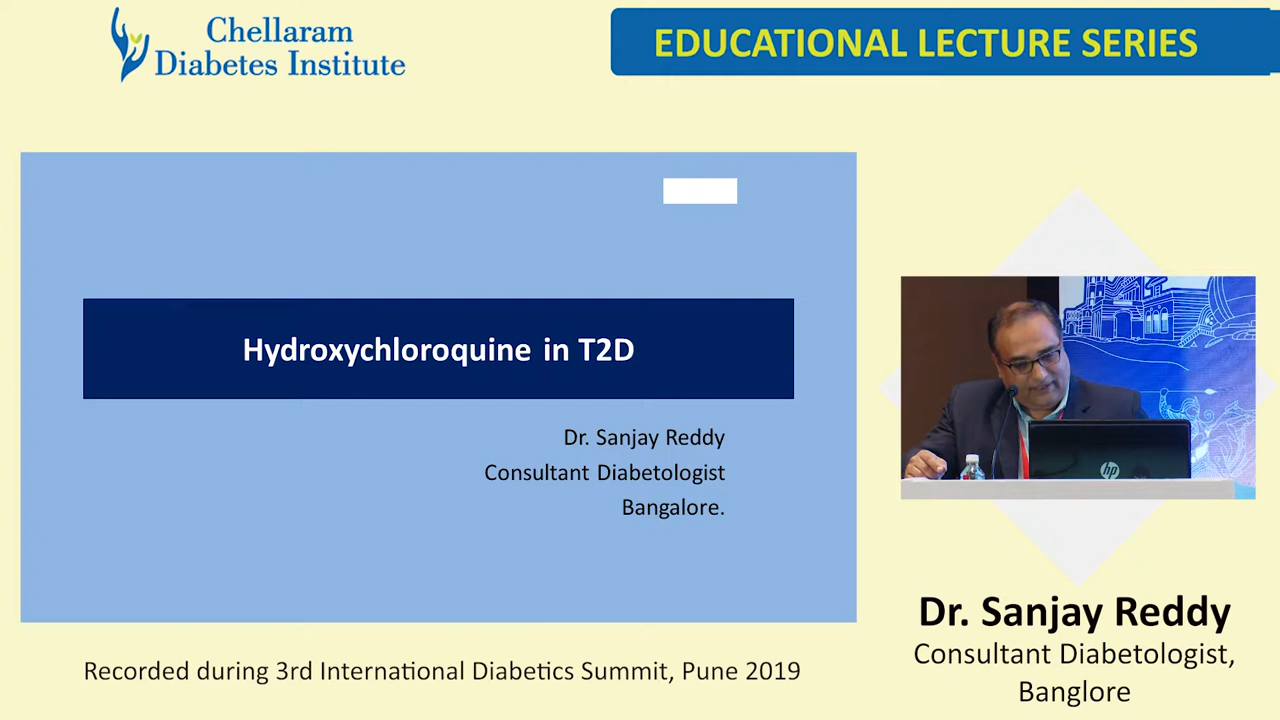 Chellaram
Diabetes Institute
EDUCATIONAL LECTURE SERIES
Hydroxychloroquine in T2D
Dr. Sanjay Reddy
Consultant Diabetologist
Bangalore.
hp
Dr. Sanjay Reddy
Consultant Diabetologist,
Banglore
Recorded during 3rd International Diabetics Summit, Pune 2019